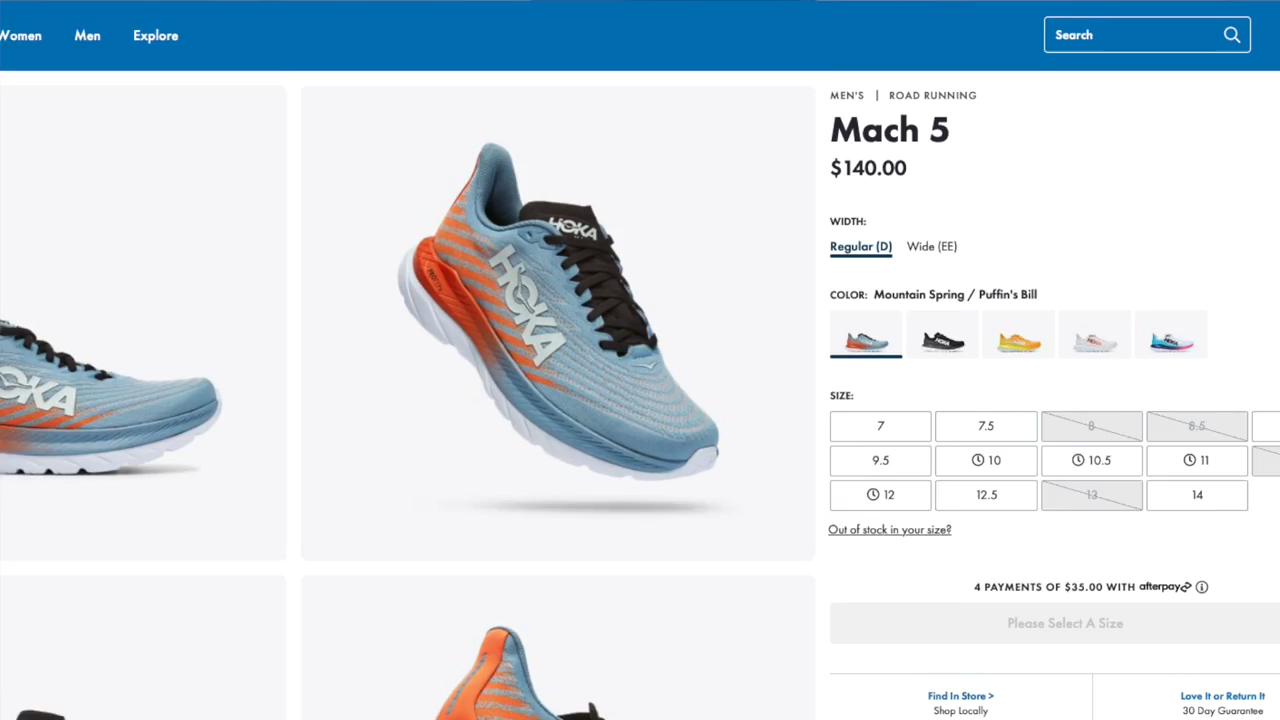 Women Men Explore Search
MEN'S | ROAD RUNNING
Mach 5
$140.00
WIDTH:
Regular (D) Wide (EE)
COLOR: Mountain Spring / Puffin's Bill
HOKA
HOKA
HOKA
SIZE:
7 7.5 8 8.5
9.5 10 10.5 11
12 12.5 13 14
Out of stock in your size?
4 PAYMENTS OF $35.00 WITH afterpay
Please Select A Size
Find In Store > Love It or Return It
Shop Locally 30 Day Guarantee